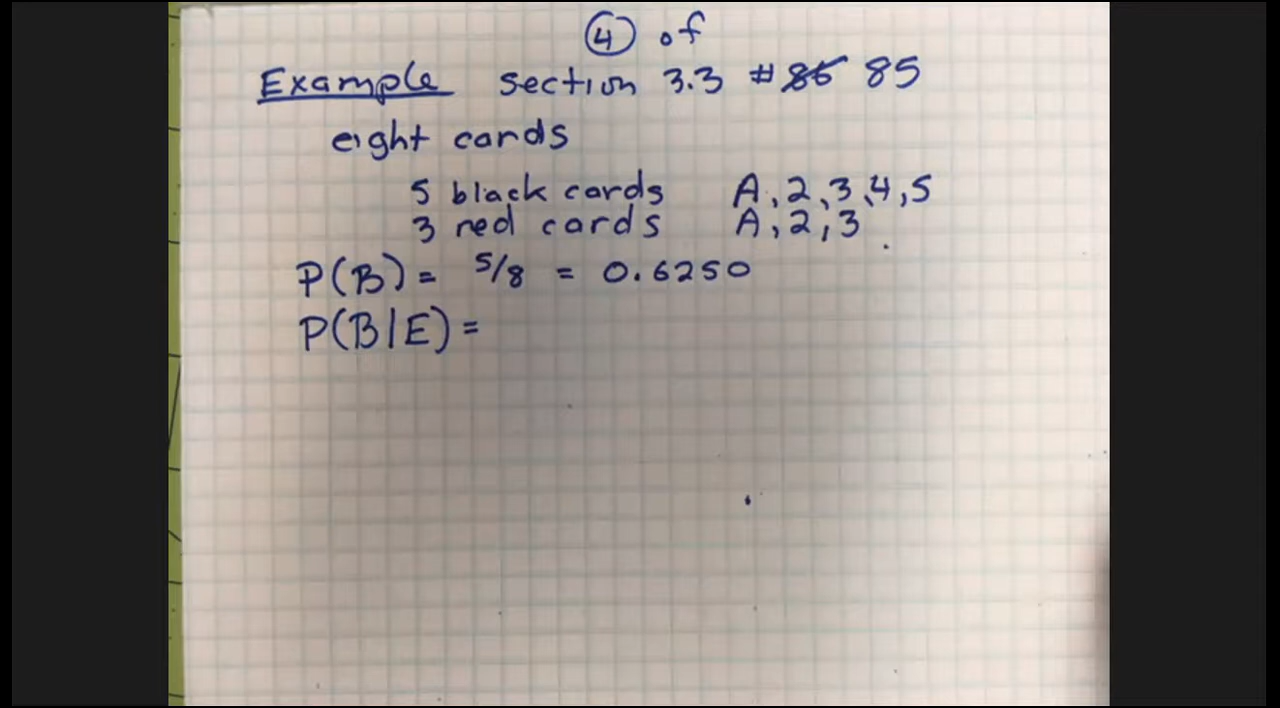 4 of
Example section 3.3 # 86 85
eight cards
5 black cards A, 2, 3, 4, 5
3 red cards A, 2, 3
P(B) = 5/8 = 0.6250
P(B|E) =